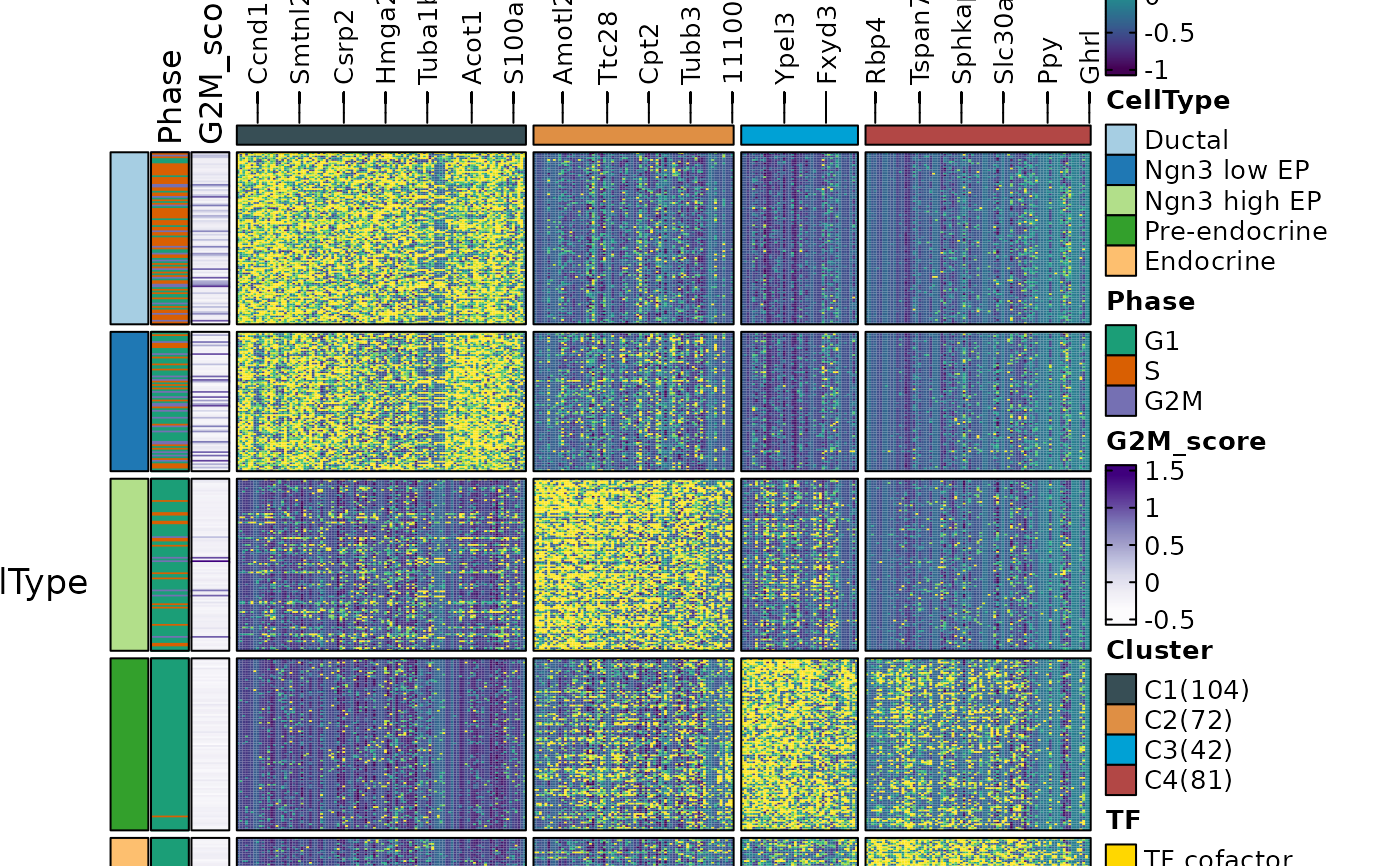 Phase
G2M_sco
Ccnd1
Smtnl2
Csrp2
Hmga2
Tuba1b
Acot1
S100a
Amotl2
Ttc28
Cpt2
Tubb3
11100
Ypel3
Fxyd3
Rbp4
Tspan7
Sphkap
Slc30a
Ppy
Ghrl
lType
-0.5
-1
CellType
Ductal
Ngn3 low EP
Ngn3 high EP
Pre-endocrine
Endocrine
Phase
G1
S
G2M
G2M_score
1.5
1
0.5
0
-0.5
Cluster
C1(104)
C2(72)
C3(42)
C4(81)
TF
TF cofactor